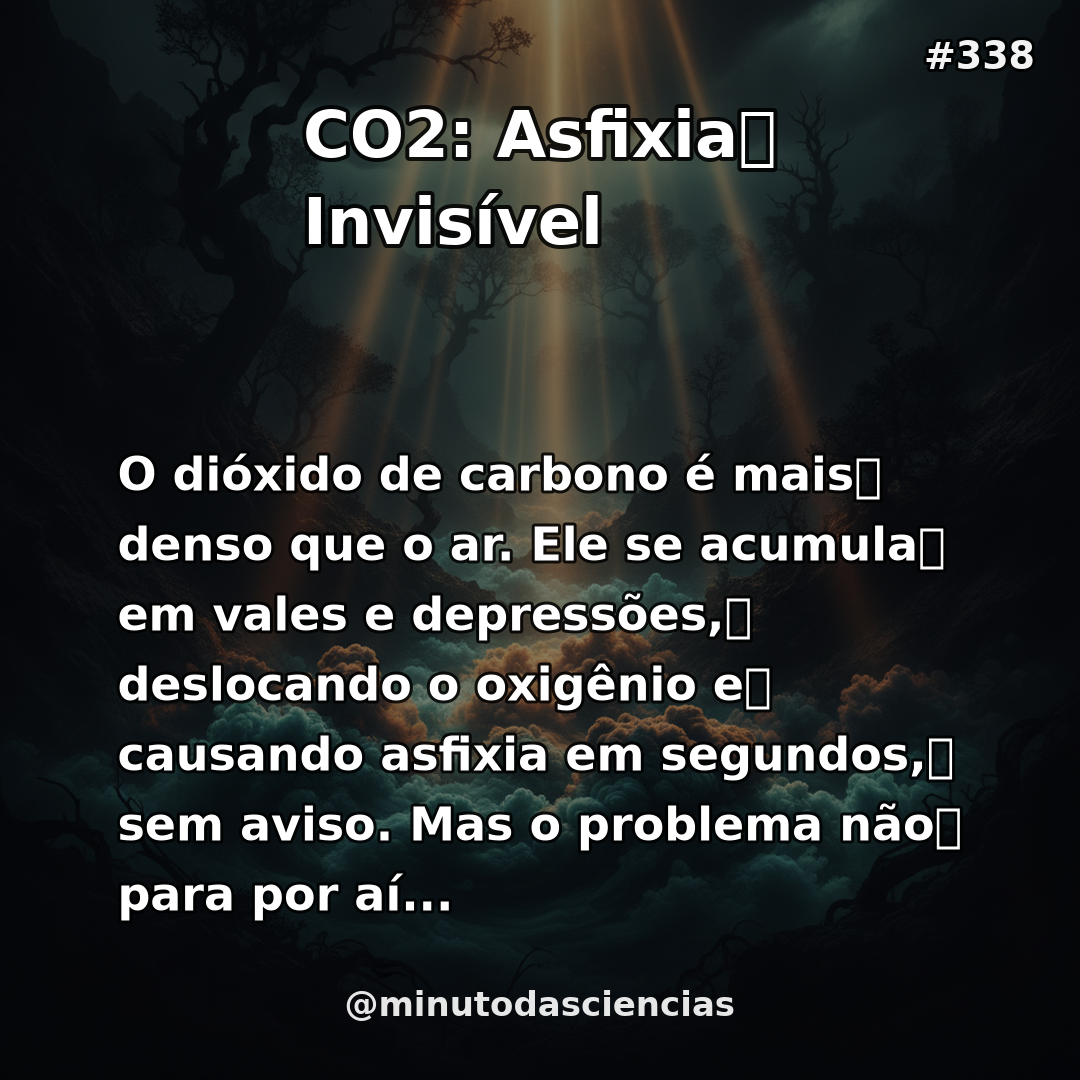 #338
CO2: Asfixia▯
Invisível
O dióxido de carbono é mais▯
denso que o ar. Ele se acumula▯
em vales e depressões,▯
deslocando o oxigênio e▯
causando asfixia em segundos,▯
sem aviso. Mas o problema não▯
para por aí...
@minutodasciencias